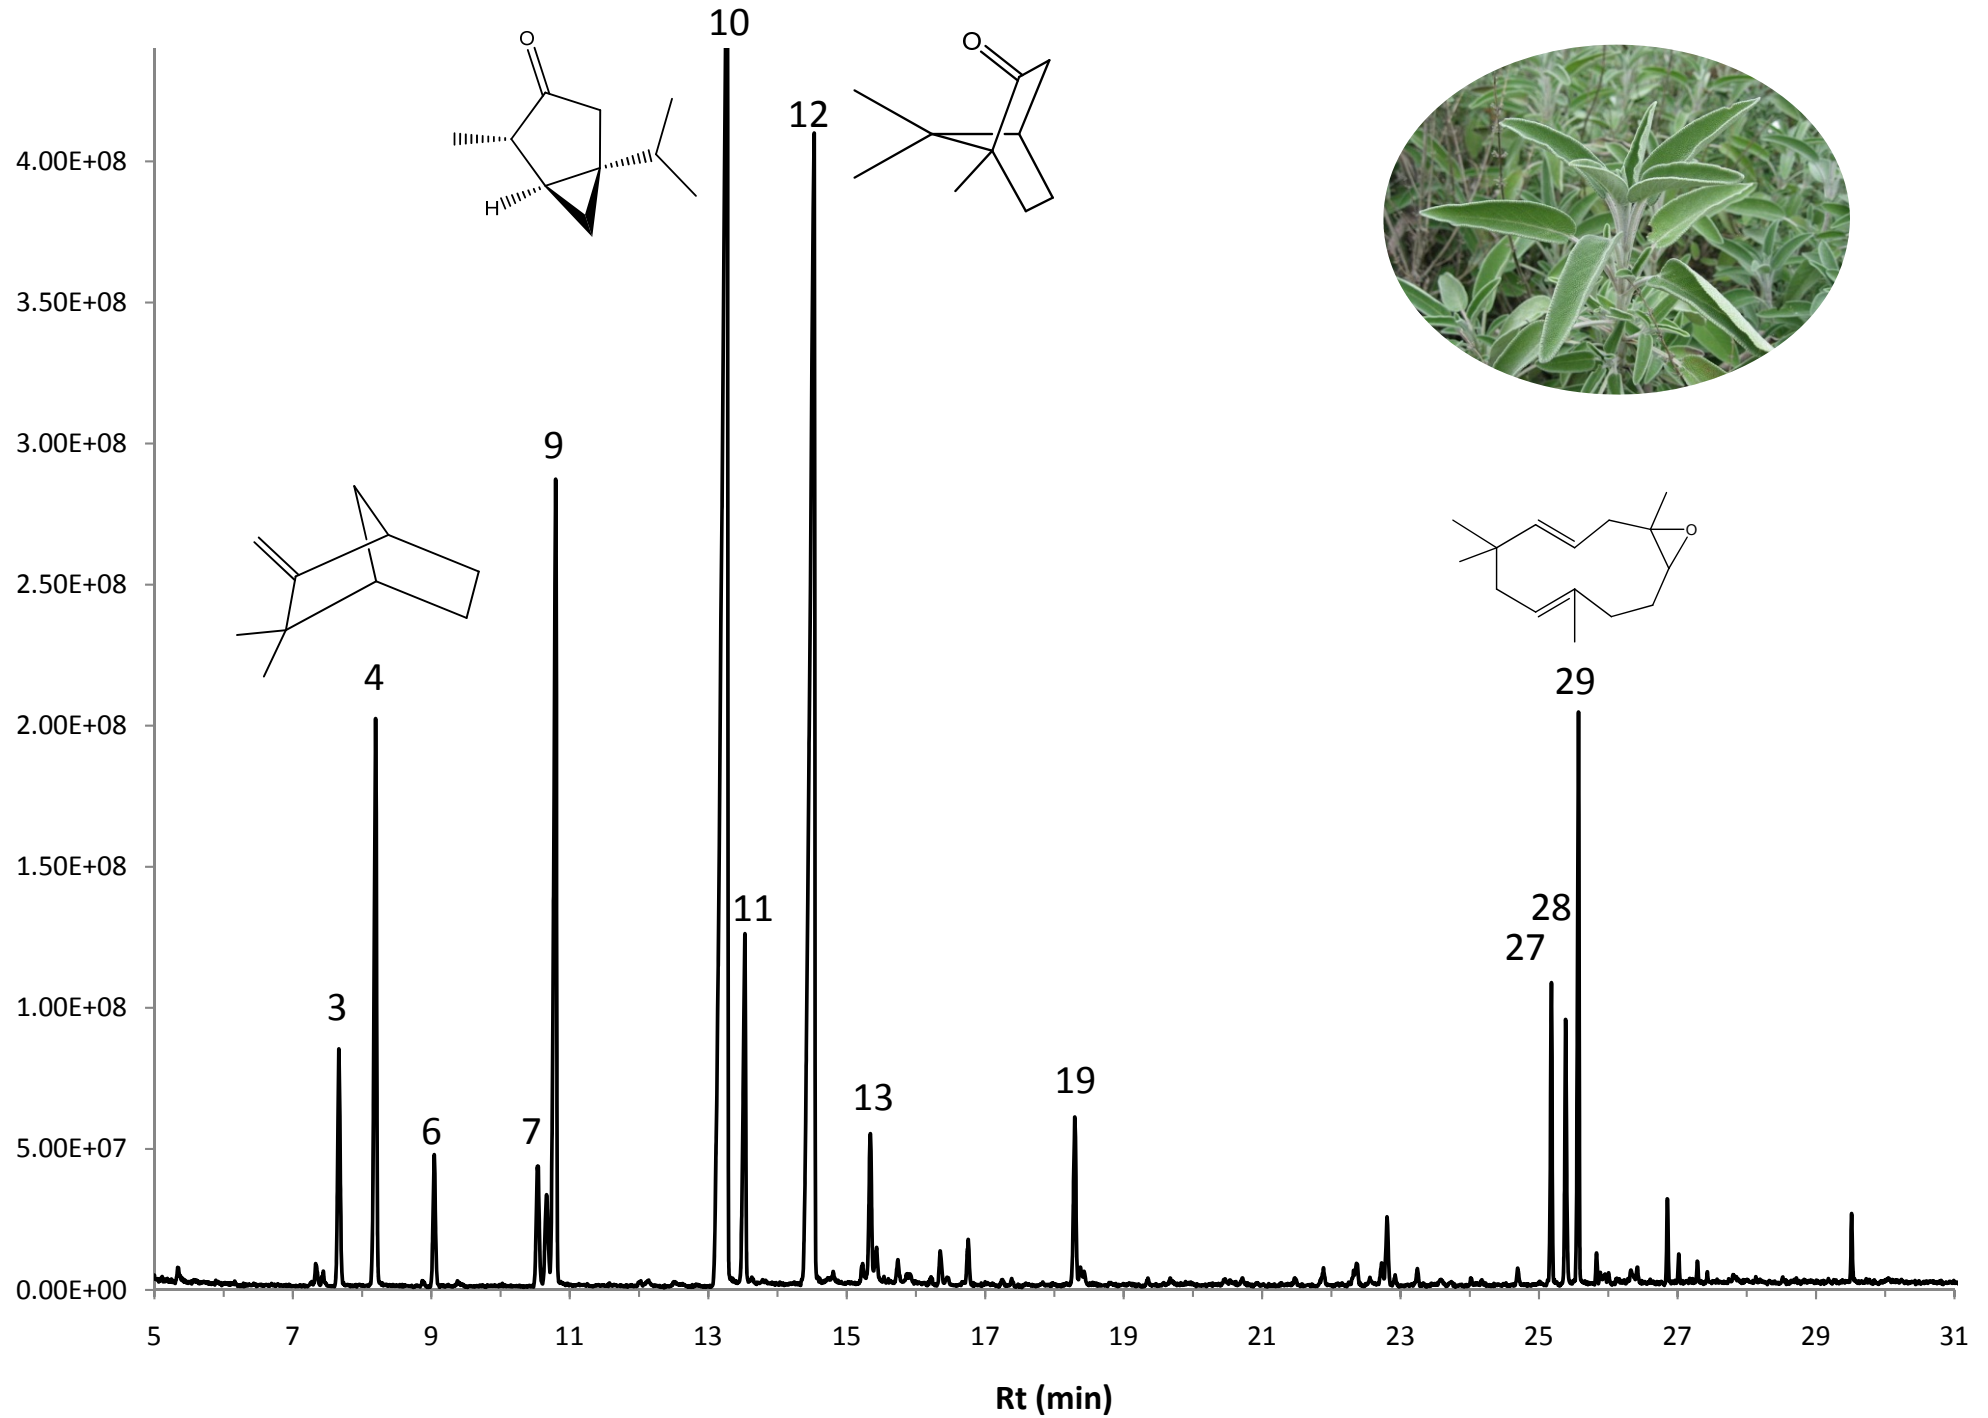 10
O
O
12
4.00E+08
H
3.50E+08
3.00E+08
9
2.50E+08
O
4
29
2.00E+08
1.50E+08
11
28
27
3
1.00E+08
19
13
6
7
5.00E+07
0.00E+00
5 7 9 11 13 15 17 19 21 23 25 27 29 31
Rt (min)